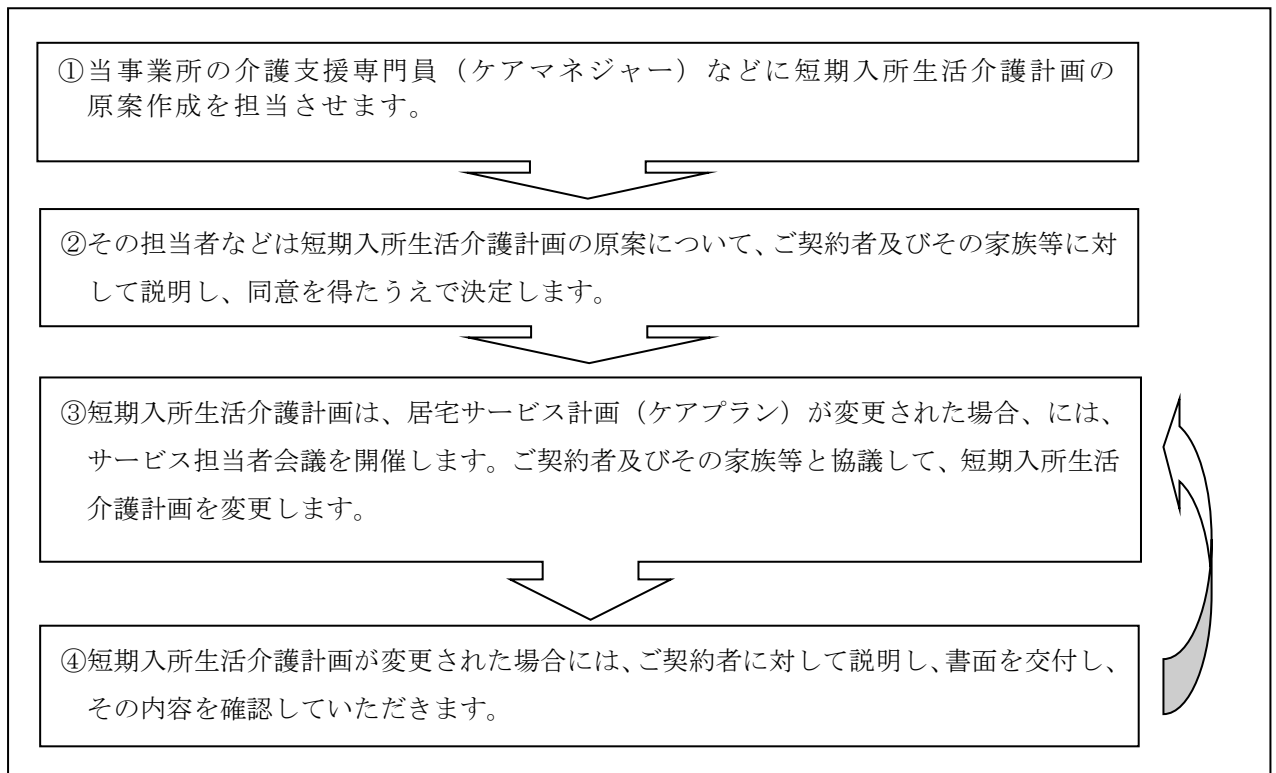 ①当事業所の介護支援専門員（ケアマネジャー）などに短期入所生活介護計画の
原案作成を担当させます。
②その担当者などは短期入所生活介護計画の原案について、ご契約者及びその家族等に対
して説明し、同意を得たうえで決定します。
③短期入所生活介護計画は、居宅サービス計画（ケアプラン）が変更された場合、には、
サービス担当者会議を開催します。ご契約者及びその家族等と協議して、短期入所生活
介護計画を変更します。
④短期入所生活介護計画が変更された場合には、ご契約者に対して説明し、書面を交付し、
その内容を確認していただきます。